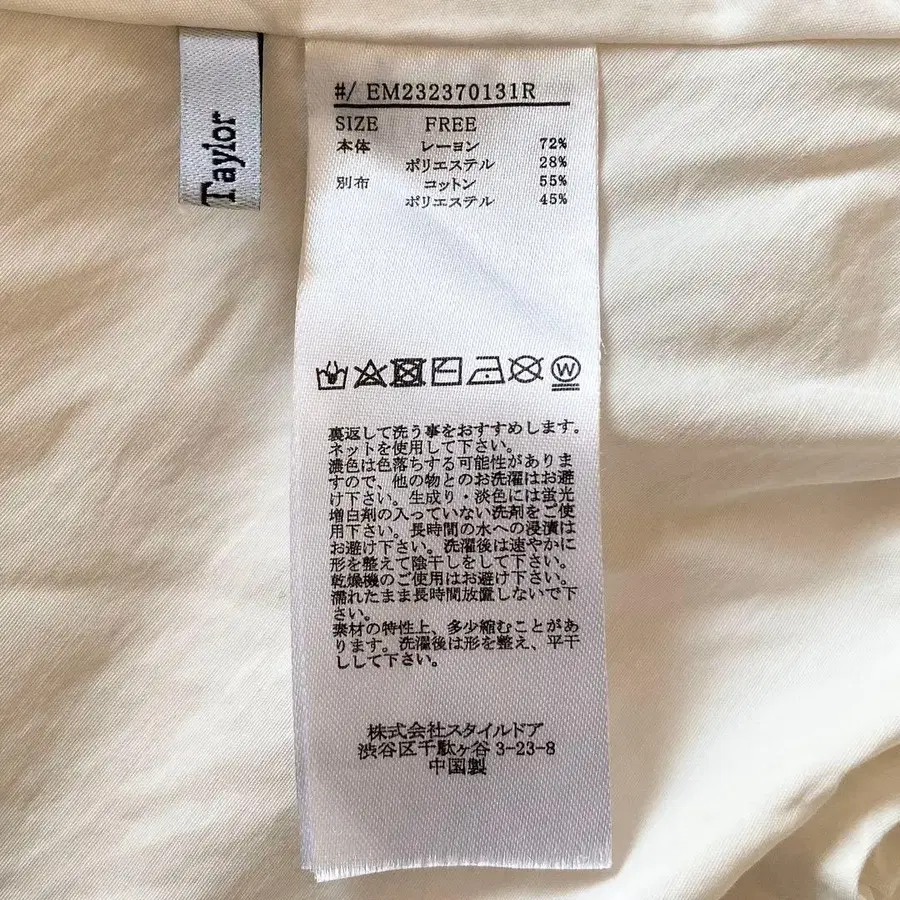 Taylor
#/ EM232370131R
SIZE FREE
本体 レーヨン 72%
ポリエステル 28%
別布 コットン 55%
ポリエステル 45%
W
裏返して洗う事をおすすめします。
ネットを使用して下さい。
濃色は色落ちする可能性がありま
すので、他の物とのお洗濯はお避
け下さい。生成り・淡色には蛍光
増白剤の入っていない洗剤をご使
用下さい。長時間の水への浸漬は
お避け下さい。洗濯後は速やかに
形を整えて陰干しをして下さい。
乾燥機のご使用はお避け下さい。
濡れたまま長時間放置しないで下
さい。
素材の特性上、多少縮むことがあ
ります。洗濯後は形を整え、平干
しして下さい。
株式会社スタイルドア
渋谷区千駄ヶ谷 3-23-8
中国製